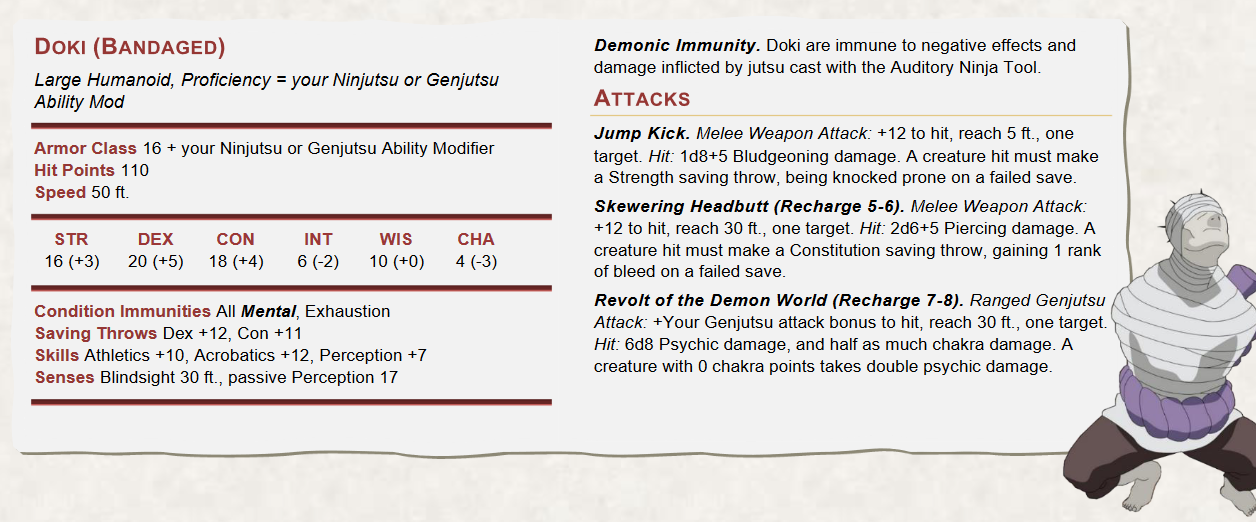 DOKI (BANDAGED)
Large Humanoid, Proficiency = your Ninjutsu or Genjutsu
Ability Mod
Armor Class 16 + your Ninjutsu or Genjutsu Ability Modifier
Hit Points 110
Speed 50 ft.
STR DEX CON INT WIS CHA
16 (+3) 20 (+5) 18 (+4) 6 (-2) 10 (+0) 4 (-3)
Condition Immunities All Mental, Exhaustion
Saving Throws Dex +12, Con +11
Skills Athletics +10, Acrobatics +12, Perception +7
Senses Blindsight 30 ft., passive Perception 17
Demonic Immunity. Doki are immune to negative effects and
damage inflicted by jutsu cast with the Auditory Ninja Tool.
ATTACKS
Jump Kick. Melee Weapon Attack: +12 to hit, reach 5 ft., one
target. Hit: 1d8+5 Bludgeoning damage. A creature hit must make
a Strength saving throw, being knocked prone on a failed save.
Skewering Headbutt (Recharge 5-6). Melee Weapon Attack:
+12 to hit, reach 30 ft., one target. Hit: 2d6+5 Piercing damage. A
creature hit must make a Constitution saving throw, gaining 1 rank
of bleed on a failed save.
Revolt of the Demon World (Recharge 7-8). Ranged Genjutsu
Attack: +Your Genjutsu attack bonus to hit, reach 30 ft., one target.
Hit: 6d8 Psychic damage, and half as much chakra damage. A
creature with 0 chakra points takes double psychic damage.